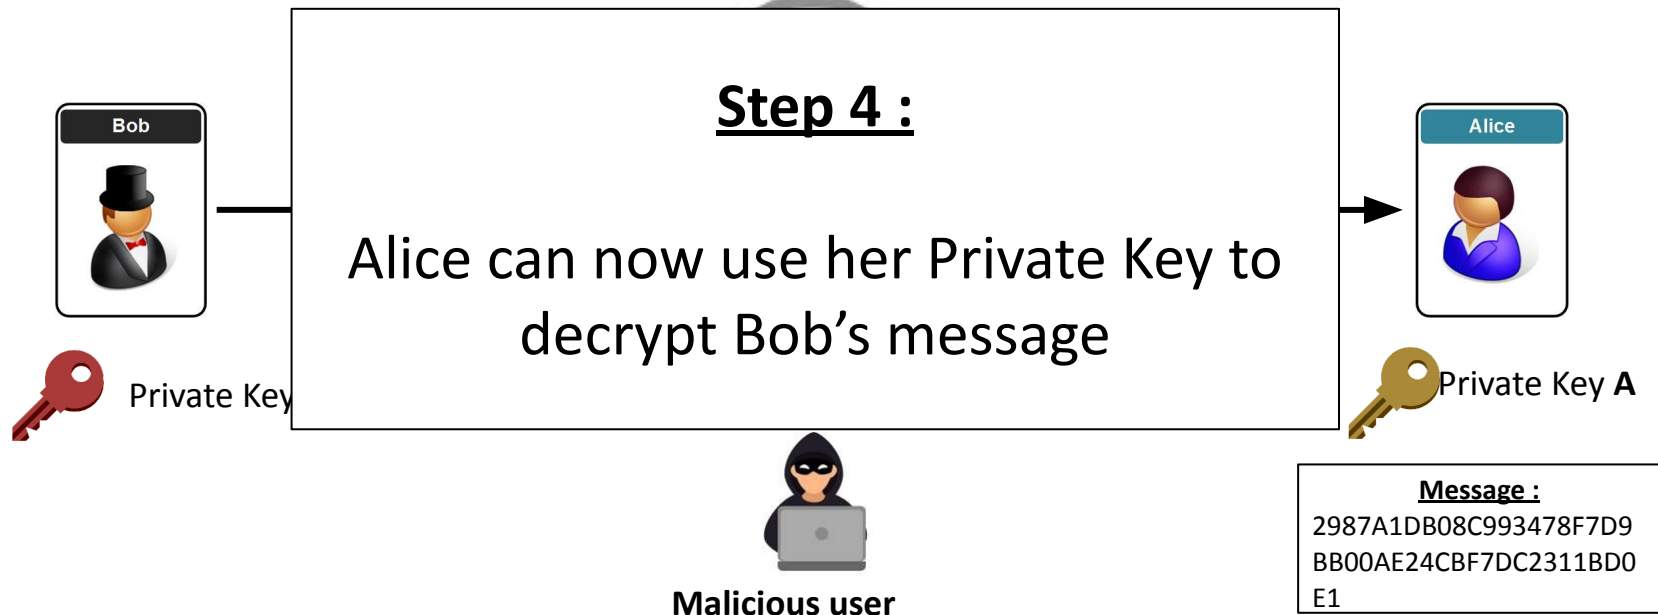 Step 4 :
Bob
Alice
Alice can now use her Private Key to
decrypt Bob’s message
Private Key
Private Key A
Message :
2987A1DB08C993478F7D9
BB00AE24CBF7DC2311BD0
E1
Malicious user